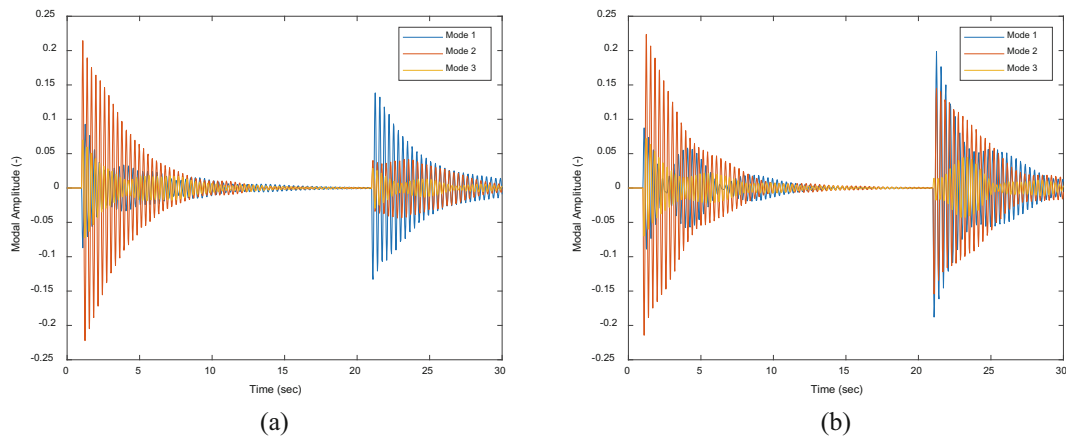 0.25
0.2
0.15
0.1
0.05
0
-0.05
-0.1
-0.15
-0.2
-0.25
Modal Amplitude (-)
Mode 1
Mode 2
Mode 3
0 5 10 15 20 25 30
Time (sec)
(a)
0.25
0.2
0.15
0.1
0.05
0
-0.05
-0.1
-0.15
-0.2
-0.25
Modal Amplitude (-)
Mode 1
Mode 2
Mode 3
0 5 10 15 20 25 30
Time (sec)
(b)